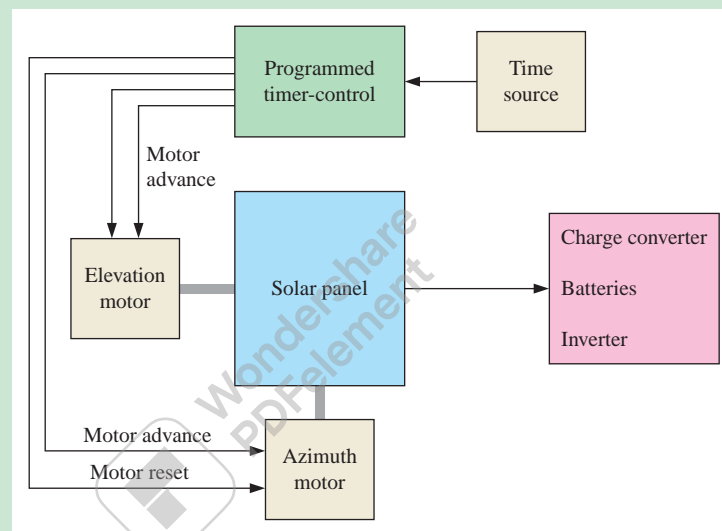 Programmed
timer-control
Time
source
Motor
advance
Elevation
motor
Solar panel
Charge converter
Batteries
Inverter
Motor advance
Motor reset
Azimuth
motor
Wondershare
PDFelement